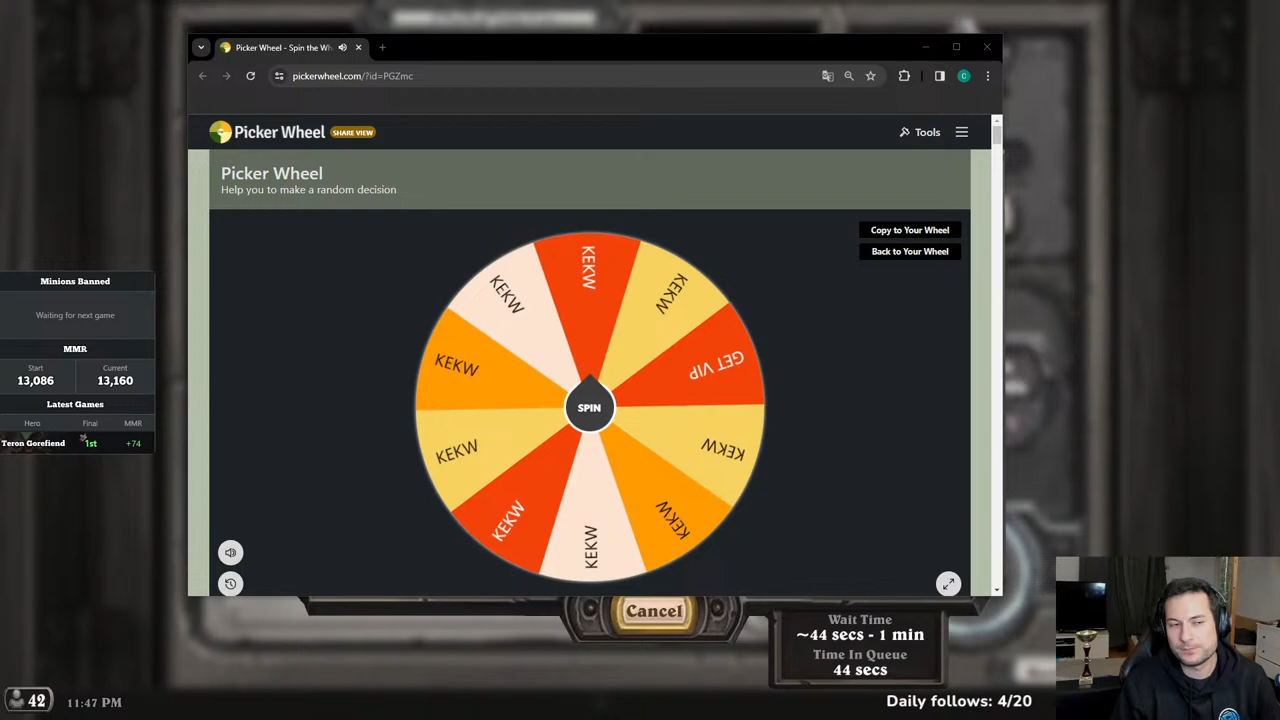 Picker Wheel - Spin the Wh
pickerwheel.com/?id=PGZmc
Picker Wheel SHARE VIEW
Tools
Picker Wheel
Help you to make a random decision
Copy to Your Wheel
Back to Your Wheel
KEKW
KEKW
GET VIP
KEKW
KEKW
KEKW
KEKW
KEKW
KEKW
KEKW
SPIN
Minions Banned
Waiting for next game
MMR
Start Current
13,086 13,160
Latest Games
Hero Final MMR
Teron Gorefiend 1st +74
Cancel
Wait Time
~44 secs - 1 min
Time In Queue
44 secs
42 11:47 PM
Daily follows: 4/20